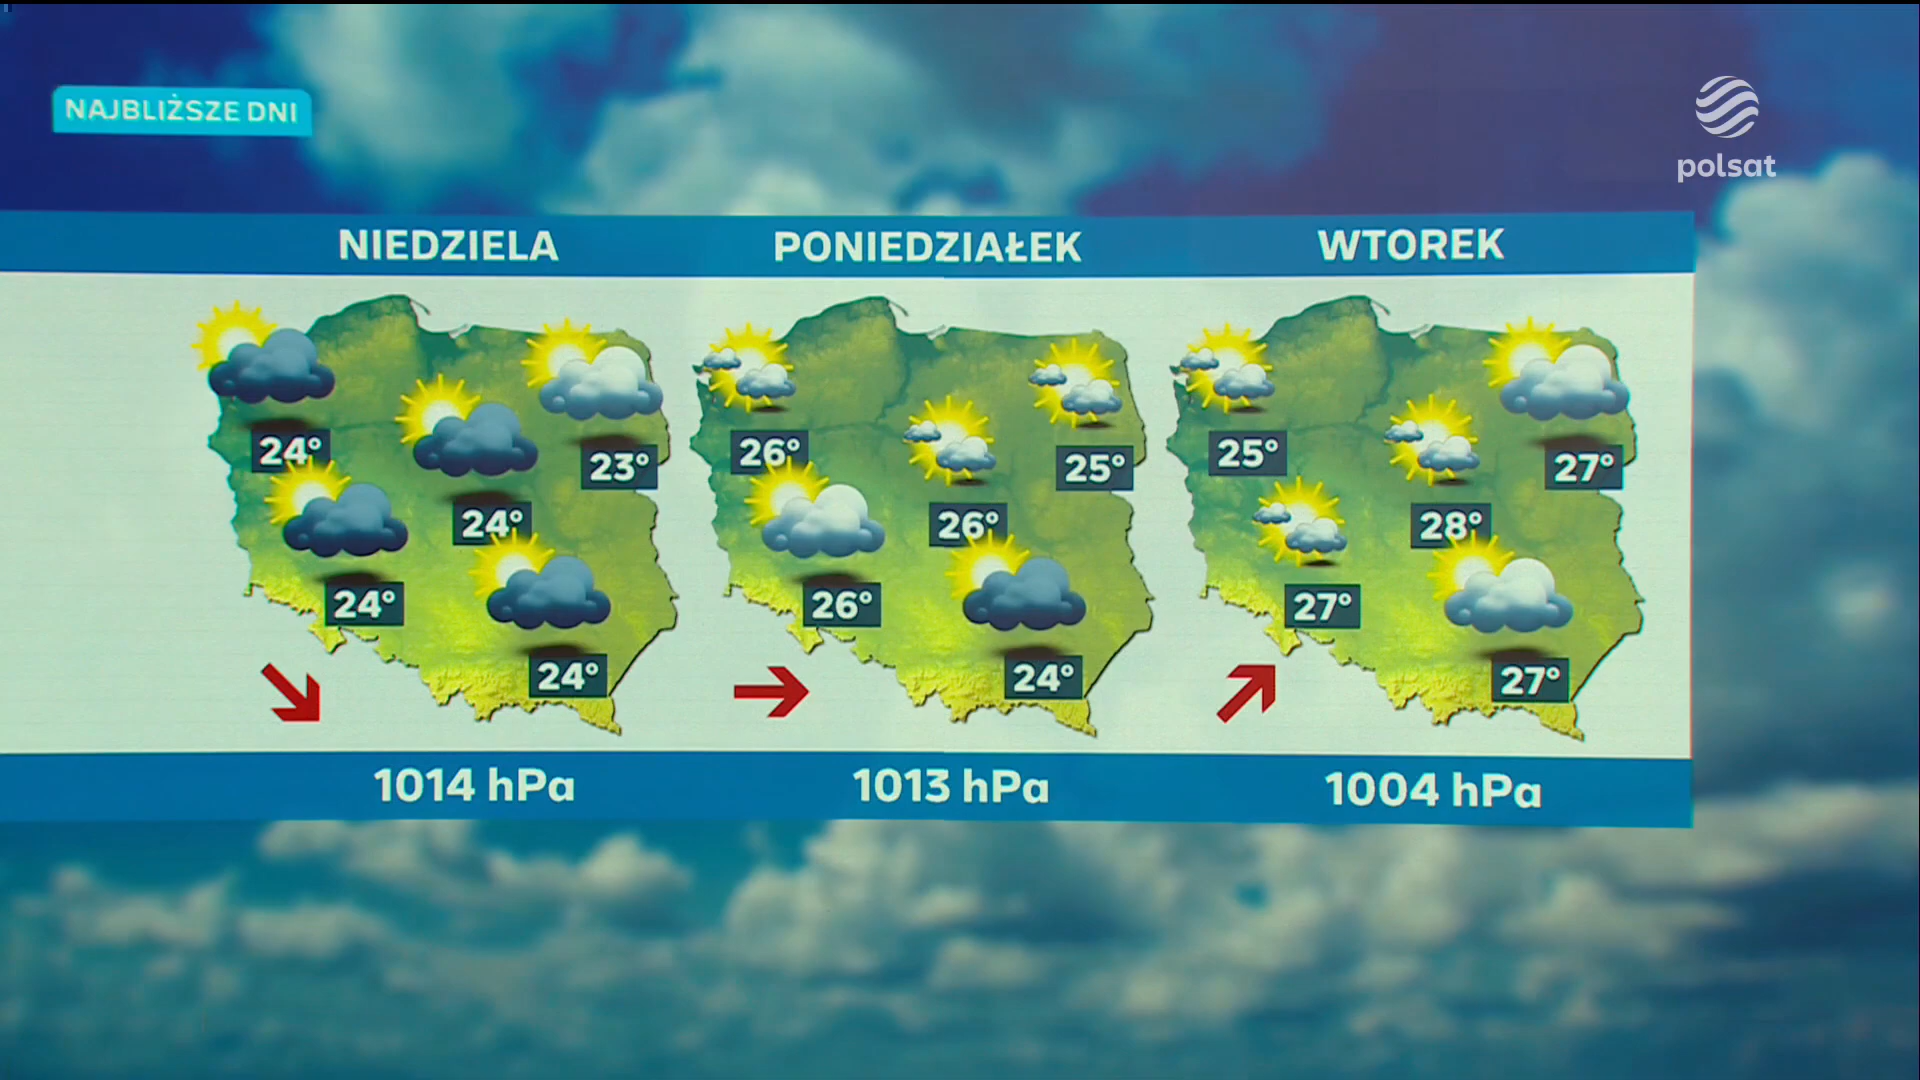 NAJBLIŻSZE DNI
polsat
NIEDZIELA
PONIEDZIAŁEK
WTOREK
24°
23°
24°
24°
24°
26°
25°
26°
26°
24°
25°
27°
28°
27°
27°
1014 hPa
1013 hPa
1004 hPa